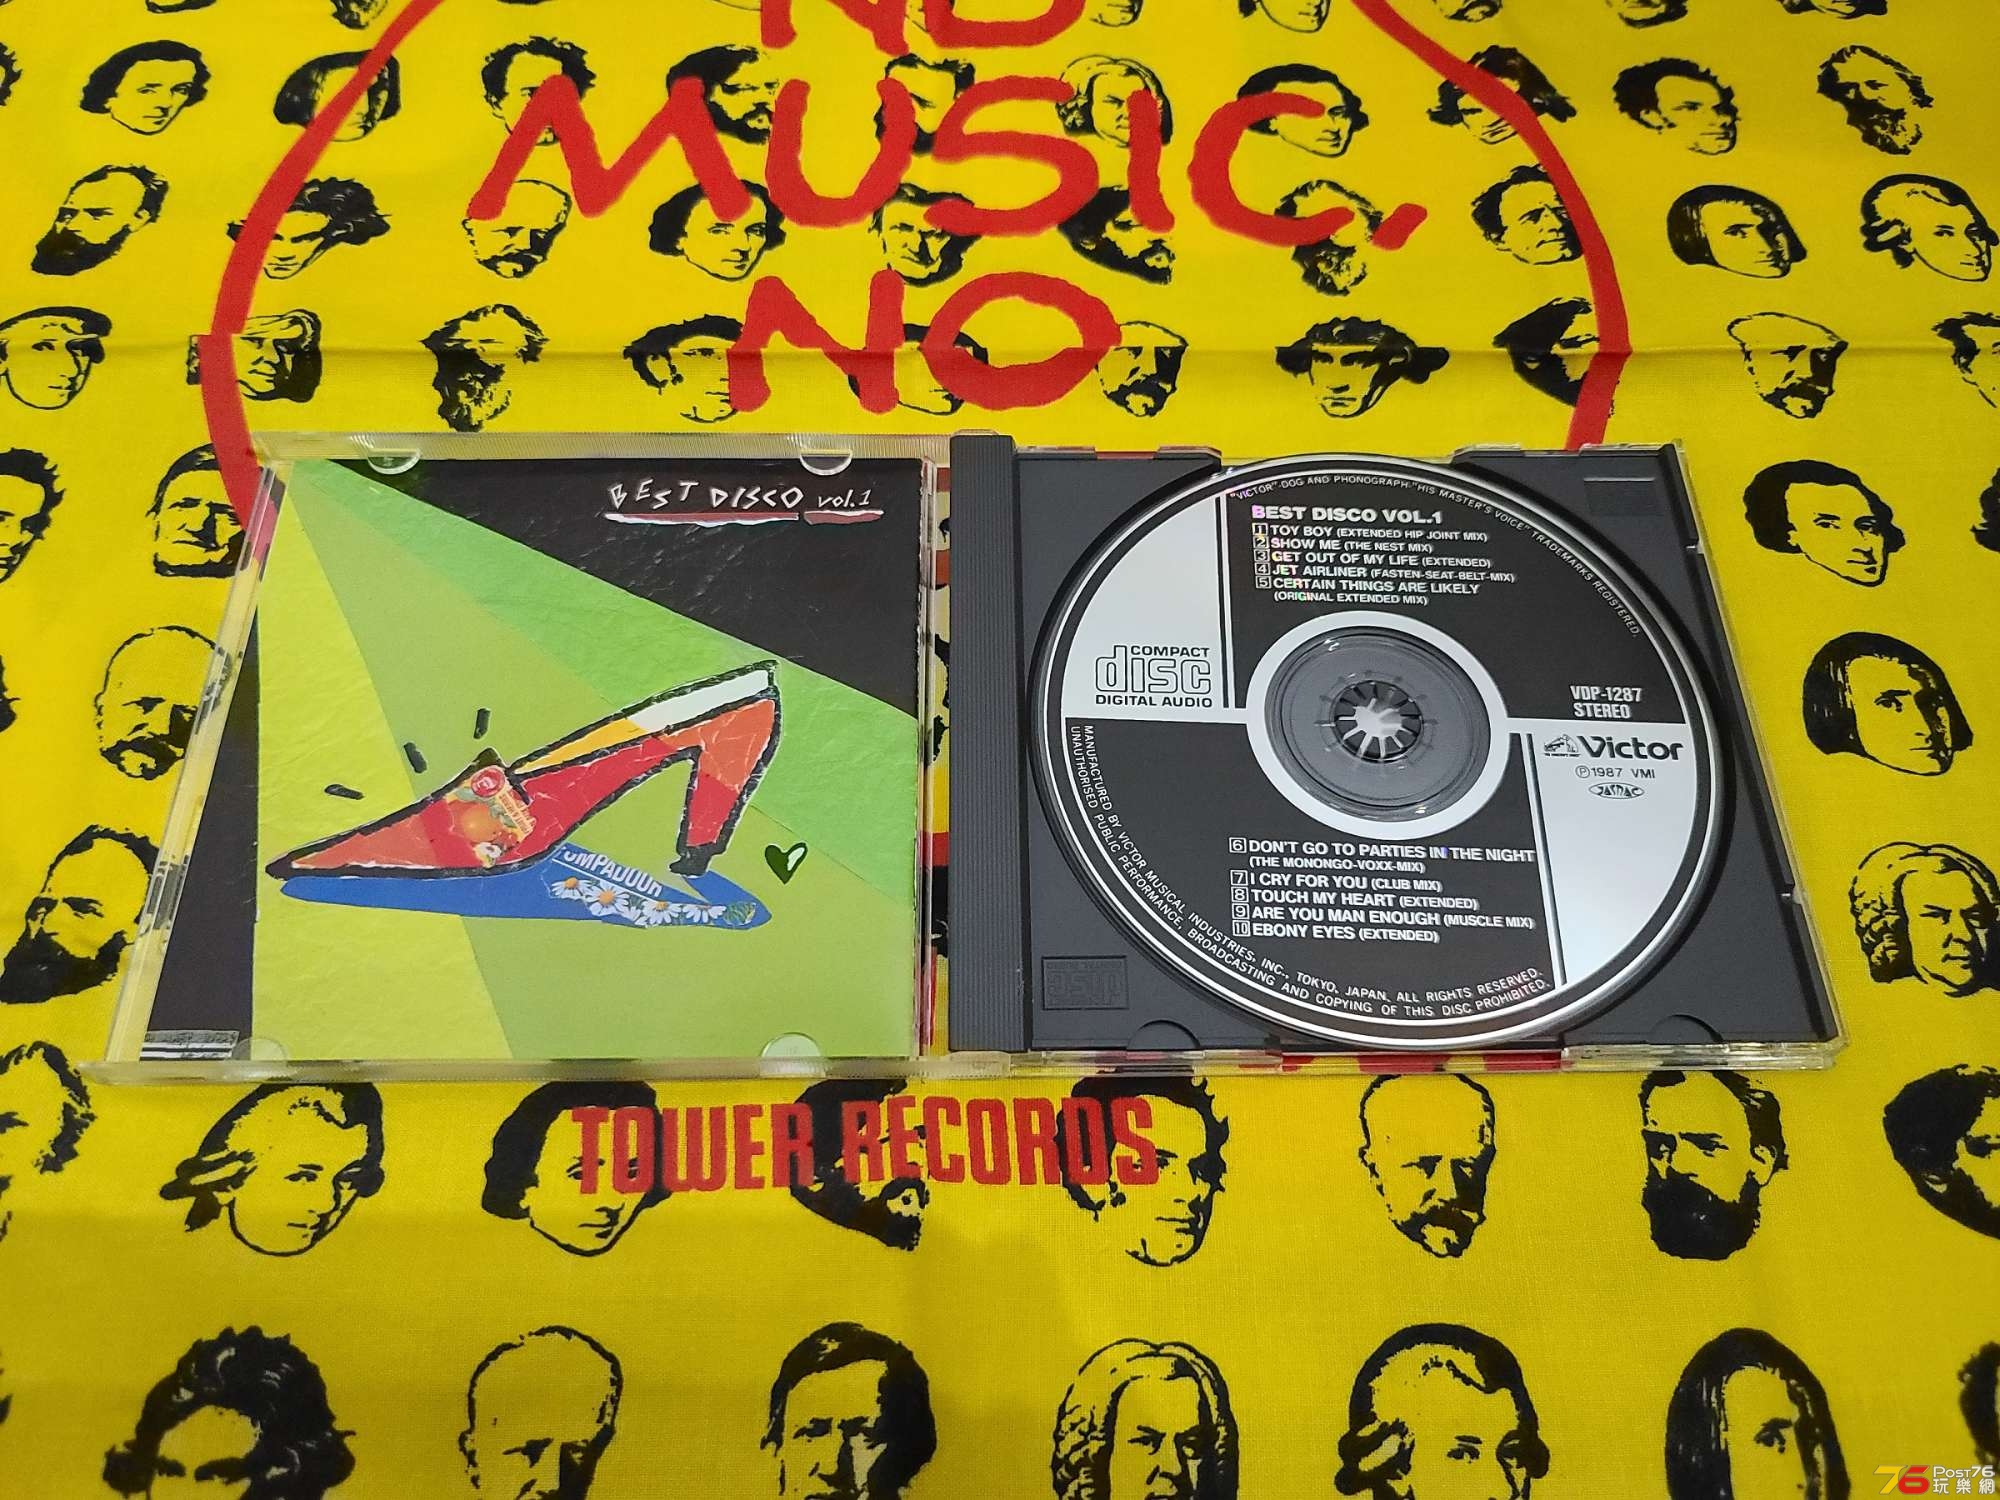 NO
MUSIC,
NO
BEST DISCO vol.1
POMPADOUR
"VICTOR"-DOG AND PHONOGRAPH-"HIS MASTER'S VOICE" TRADEMARKS REGISTERED.
BEST DISCO VOL.1
1 TOY BOY (EXTENDED HIP JOINT MIX)
2 SHOW ME (THE NEST MIX)
3 GET OUT OF MY LIFE (EXTENDED)
4 JET AIRLINER (FASTEN-SEAT-BELT-MIX)
5 CERTAIN THINGS ARE LIKELY
(ORIGINAL EXTENDED MIX)
COMPACT
disc
DIGITAL AUDIO
VDP-1287
STEREO
Victor
Ⓟ1987 VMI
JASRAC
6 DON'T GO TO PARTIES IN THE NIGHT
(THE MONONGO-VOXX-MIX)
7 I CRY FOR YOU (CLUB MIX)
8 TOUCH MY HEART (EXTENDED)
9 ARE YOU MAN ENOUGH (MUSCLE MIX)
10 EBONY EYES (EXTENDED)
MANUFACTURED BY VICTOR MUSICAL INDUSTRIES, INC., TOKYO, JAPAN. ALL RIGHTS RESERVED.
UNAUTHORISED PUBLIC PERFORMANCE, BROADCASTING AND COPYING OF THIS DISC PROHIBITED.
TOWER RECORDS
76 POST76
玩樂網